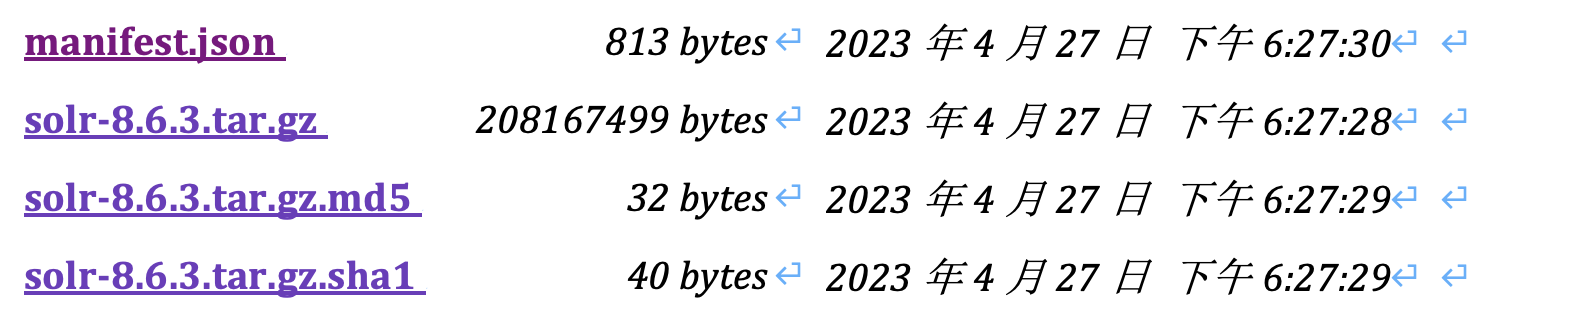 manifest.json 813 bytes 2023 年 4 月 27 日 下午 6:27:30
solr-8.6.3.tar.gz 208167499 bytes 2023 年 4 月 27 日 下午 6:27:28
solr-8.6.3.tar.gz.md5 32 bytes 2023 年 4 月 27 日 下午 6:27:29
solr-8.6.3.tar.gz.sha1 40 bytes 2023 年 4 月 27 日 下午 6:27:29